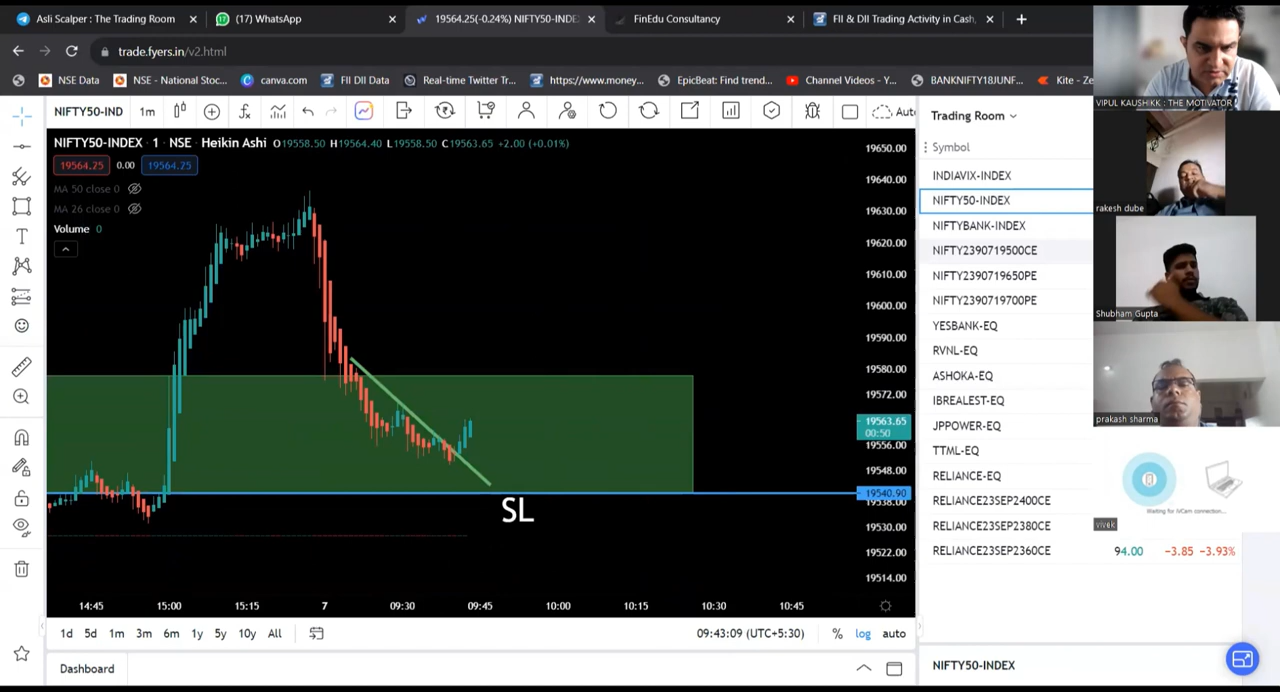 Asli Scalper : The Trading Room
(17) WhatsApp
19564.25(-0.24%) NIFTY50-INDE
FinEdu Consultancy
FII & DII Trading Activity in Cash,
trade.fyers.in/v2.html
NSE Data
NSE - National Stoc...
canva.com
FII DII Data
Real-time Twitter Tr...
https://www.money...
EpicBeat: Find trend...
Channel Videos - Y...
BANKNIFTY18JUNF...
Kite - Ze
NIFTY50-IND
1m
Auto
NIFTY50-INDEX · 1 · NSE · Heikin Ashi O19558.50 H19564.40 L19558.50 C19563.65 +2.00 (+0.01%)
19564.25 0.00 19564.25
MA 50 close 0
MA 26 close 0
Volume 0
SL
19650.00
19640.00
19630.00
19620.00
19610.00
19600.00
19590.00
19580.00
19572.00
19563.65
00:50
19556.00
19548.00
19540.90
19538.00
19530.00
19522.00
19514.00
14:45 15:00 15:15 7 09:30 09:45 10:00 10:15 10:30 10:45
1d 5d 1m 3m 6m 1y 5y 10y All
09:43:09 (UTC+5:30) % log auto
Dashboard
Trading Room
Symbol
INDIAVIX-INDEX
NIFTY50-INDEX
NIFTYBANK-INDEX
NIFTY2390719500CE
NIFTY2390719650PE
NIFTY2390719700PE
YESBANK-EQ
RVNL-EQ
ASHOKA-EQ
IBREALEST-EQ
JPPOWER-EQ
TTML-EQ
RELIANCE-EQ
RELIANCE23SEP2400CE
RELIANCE23SEP2380CE
RELIANCE23SEP2360CE 94.00 −3.85 −3.93%
NIFTY50-INDEX
VIPUL KAUSHIKK : THE MOTIVATOR
rakesh dube
Shubham Gupta
prakash sharma
Waiting for iVCam connection...
vivek